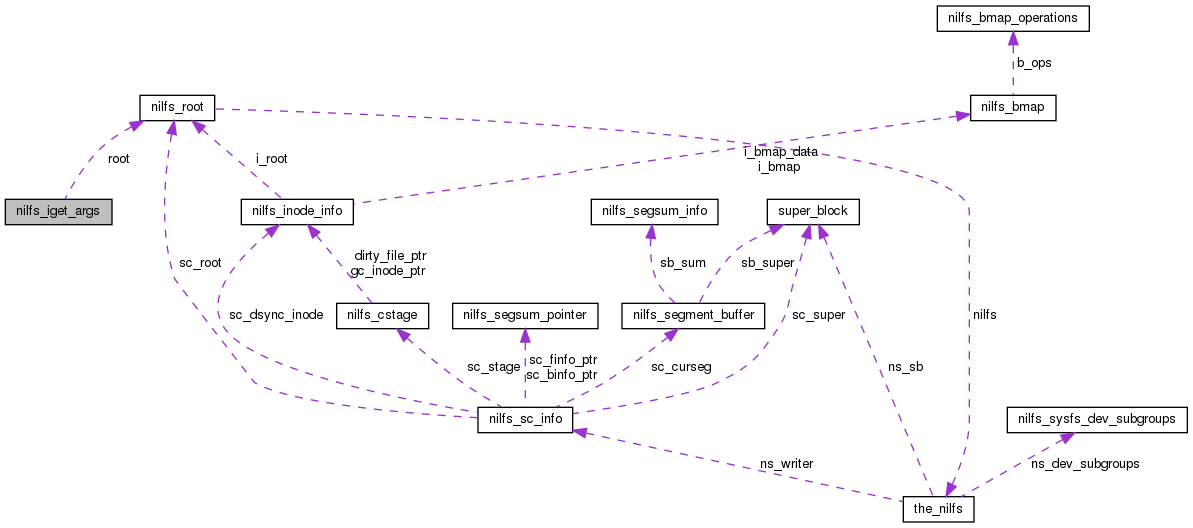 nilfs_bmap_operations
b_ops
nilfs_root
nilfs_bmap
root
i_root
i_bmap_data
i_bmap
nilfs_iget_args
nilfs_inode_info
nilfs_segsum_info
super_block
sc_root
dirty_file_ptr
gc_inode_ptr
sb_sum
sb_super
sc_dsync_inode
nilfs_cstage
nilfs_segsum_pointer
nilfs_segment_buffer
sc_super
nilfs
sc_stage
sc_finfo_ptr
sc_binfo_ptr
sc_curseg
ns_sb
nilfs_sc_info
nilfs_sysfs_dev_subgroups
ns_writer
ns_dev_subgroups
the_nilfs